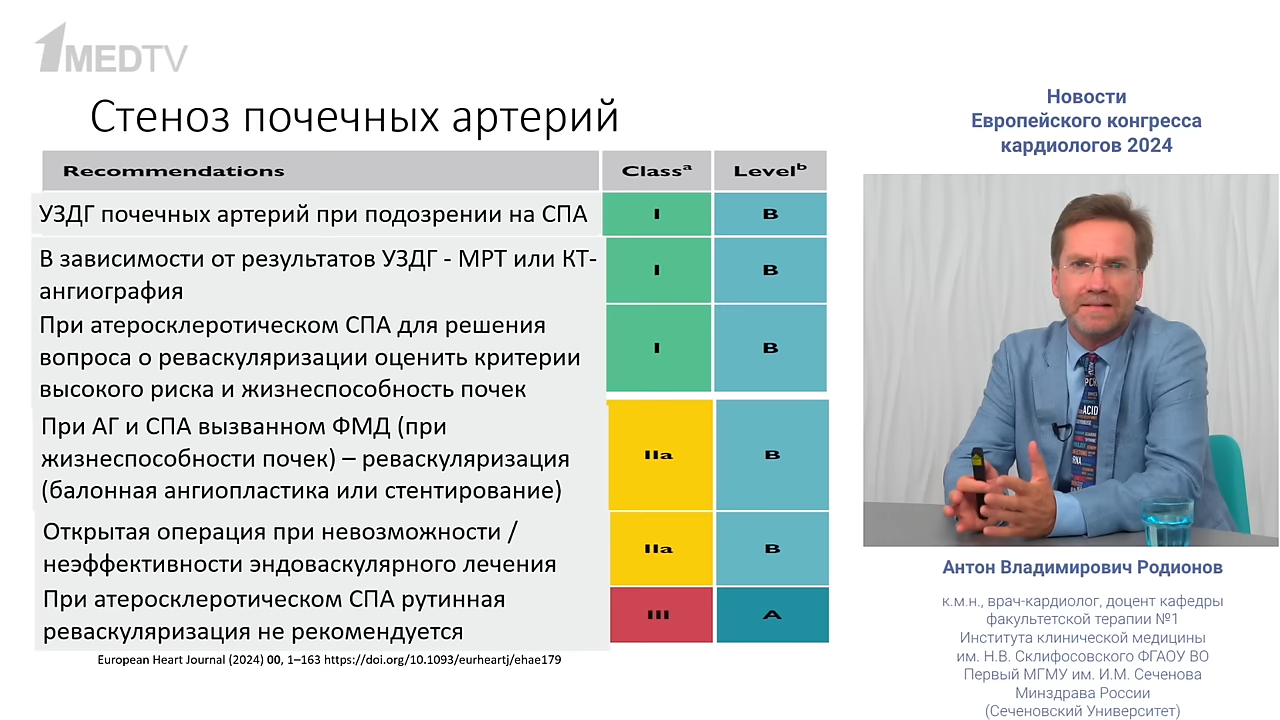 1MEDTV
Стеноз почечных артерий
Recommendations Classᵃ Levelᵇ
УЗДГ почечных артерий при подозрении на СПА I B
В зависимости от результатов УЗДГ - МРТ или КТ-
ангиография I B
При атеросклеротическом СПА для решения
вопроса о реваскуляризации оценить критерии
высокого риска и жизнеспособность почек I B
При АГ и СПА вызванном ФМД (при
жизнеспособности почек) – реваскуляризация
(балонная ангиопластика или стентирование) IIa B
Открытая операция при невозможности /
неэффективности эндоваскулярного лечения IIa B
При атеросклеротическом СПА рутинная
реваскуляризация не рекомендуется III A
European Heart Journal (2024) 00, 1–163 https://doi.org/10.1093/eurheartj/ehae179
Новости
Европейского конгресса
кардиологов 2024
PCR
ACID
RNA
Антон Владимирович Родионов
к.м.н., врач-кардиолог, доцент кафедры
факультетской терапии №1
Института клинической медицины
им. Н.В. Склифосовского ФГАОУ ВО
Первый МГМУ им. И.М. Сеченова
Минздрава России
(Сеченовский Университет)